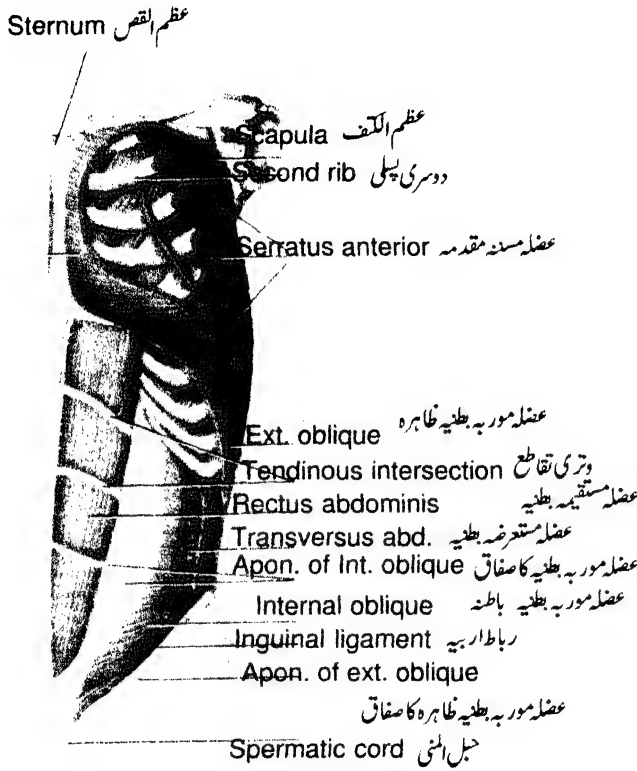 Sternum عظم القص
Scapula عظم الکتف
Second rib دوسری پسلی
Serratus anterior عضلہ مسننہ مقدمہ
Ext. oblique عضلہ موربہ بطنیہ ظاہرہ
Tendinous intersection وتری تقاطع
Rectus abdominis عضلہ مستقیمہ بطنیہ
Transversus abd. عضلہ مستعرضہ بطنیہ
Apon. of Int. oblique عضلہ موربہ بطنیہ کا صفاق
Internal oblique عضلہ موربہ بطنیہ باطنہ
Inguinal ligament رباط اربیہ
Apon. of ext. oblique
عضلہ موربہ بطنیہ ظاہرہ کا صفاق
Spermatic cord حبل المنی